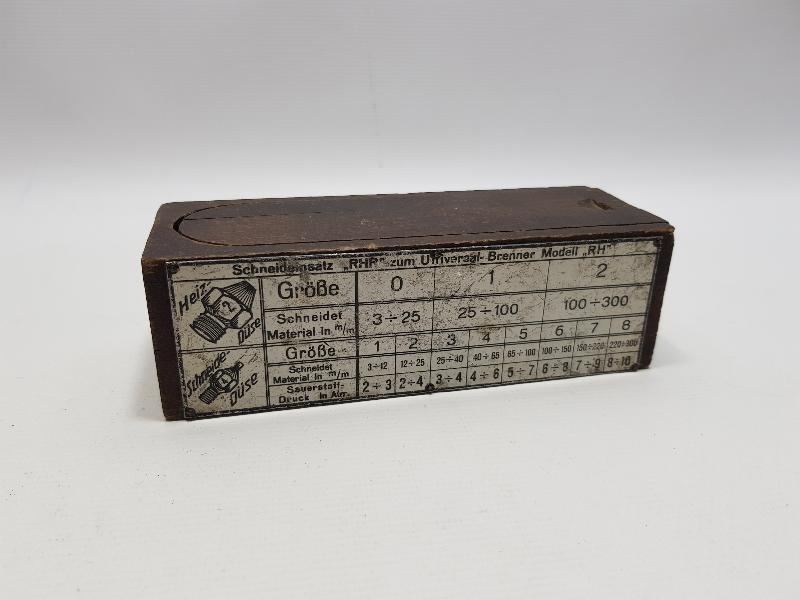 Schneideinsatz „RHR" zum Universal-Brenner Modell „RH"
Heiz- 2 Düse
Größe 0 1 2
Schneidet Material in m/m 3÷25 25÷100 100÷300
Schneide- 4 Düse
Größe 1 2 3 4 5 6 7 8
Schneidet Material in m/m 3÷12 12÷25 25÷40 40÷65 65÷100 100÷150 150÷220 220÷300
Sauerstoff-Druck in Atm. 2÷3 2÷4 3÷4 4÷6 5÷7 6÷8 7÷9 8÷10